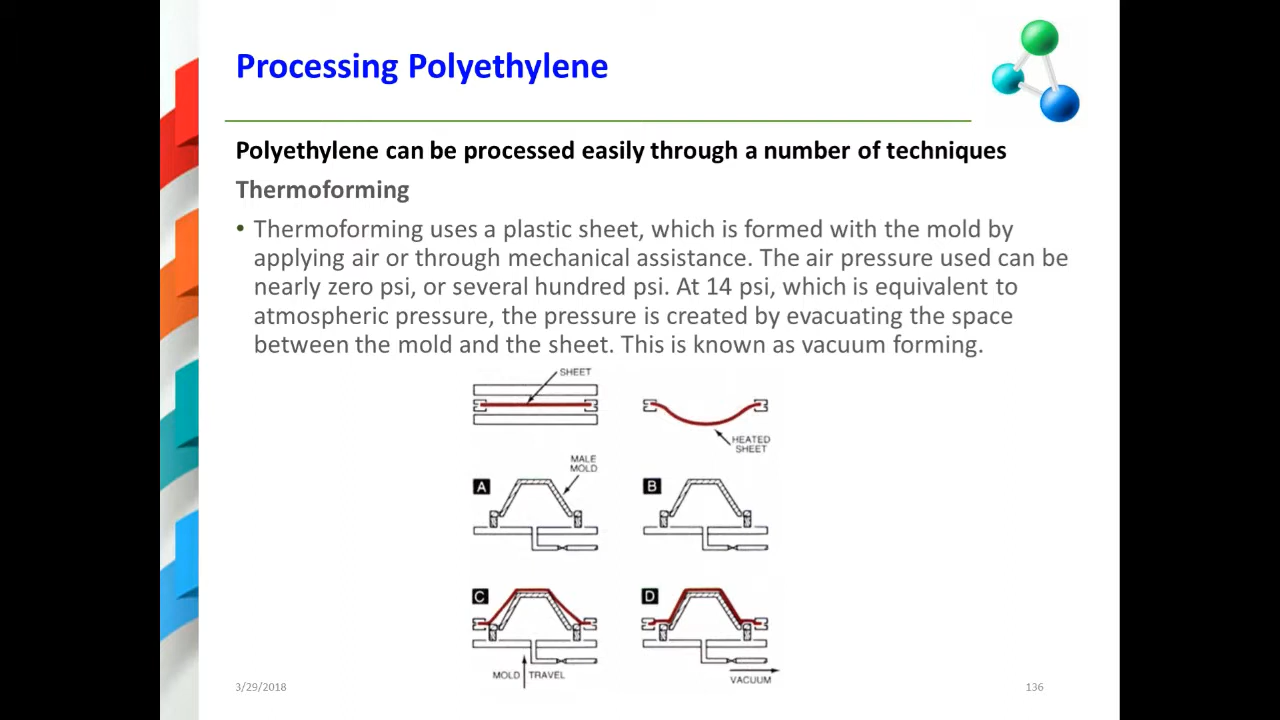 Processing Polyethylene
Polyethylene can be processed easily through a number of techniques
Thermoforming
• Thermoforming uses a plastic sheet, which is formed with the mold by
applying air or through mechanical assistance. The air pressure used can be
nearly zero psi, or several hundred psi. At 14 psi, which is equivalent to
atmospheric pressure, the pressure is created by evacuating the space
between the mold and the sheet. This is known as vacuum forming.
SHEET
HEATED
SHEET
MALE
MOLD
A
B
C
D
MOLD TRAVEL
VACUUM
3/29/2018
136